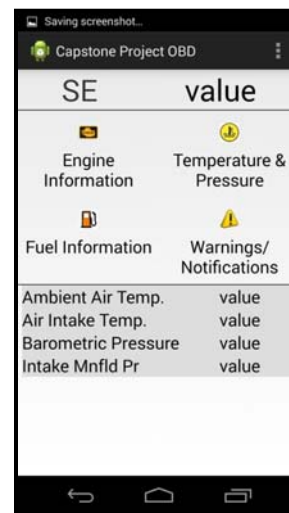 Saving screenshot...
Capstone Project OBD
SE value
Engine Information
Temperature & Pressure
Fuel Information
Warnings/ Notifications
Ambient Air Temp. value
Air Intake Temp. value
Barometric Pressure value
Intake Mnfld Pr value